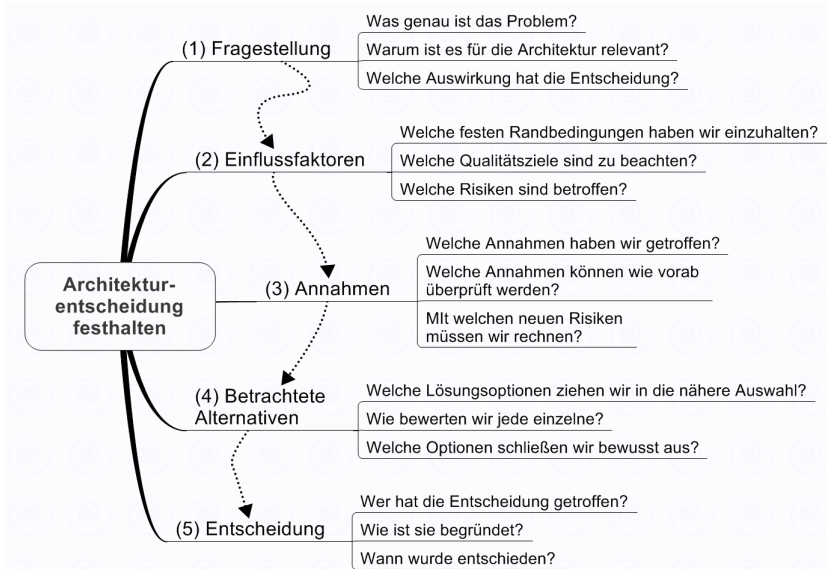 Architektur-
entscheidung
festhalten
(1) Fragestellung
Was genau ist das Problem?
Warum ist es für die Architektur relevant?
Welche Auswirkung hat die Entscheidung?
(2) Einflussfaktoren
Welche festen Randbedingungen haben wir einzuhalten?
Welche Qualitätsziele sind zu beachten?
Welche Risiken sind betroffen?
(3) Annahmen
Welche Annahmen haben wir getroffen?
Welche Annahmen können wie vorab
überprüft werden?
MIt welchen neuen Risiken
müssen wir rechnen?
(4) Betrachtete
Alternativen
Welche Lösungsoptionen ziehen wir in die nähere Auswahl?
Wie bewerten wir jede einzelne?
Welche Optionen schließen wir bewusst aus?
(5) Entscheidung
Wer hat die Entscheidung getroffen?
Wie ist sie begründet?
Wann wurde entschieden?